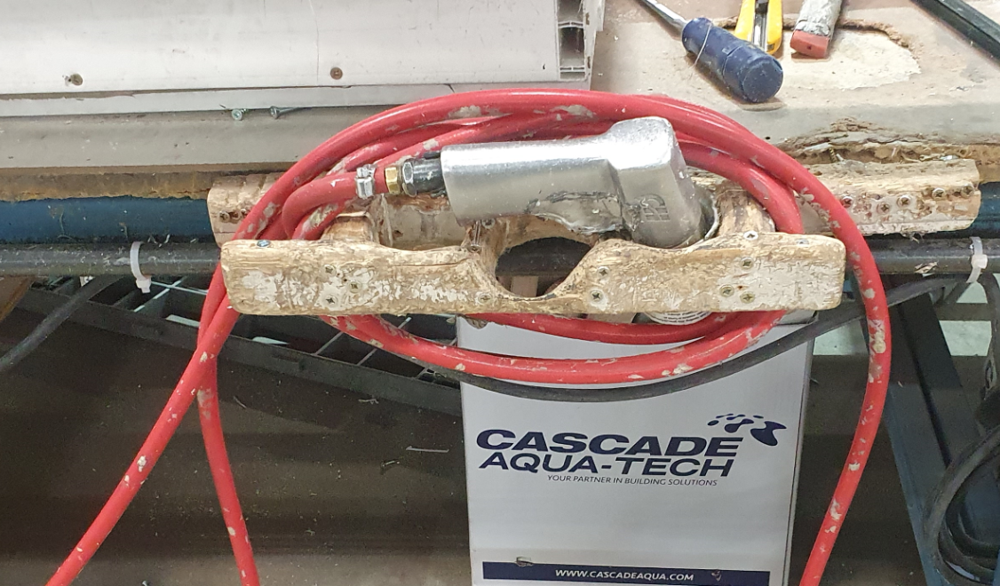 CASCADE
AQUA-TECH
YOUR PARTNER IN BUILDING SOLUTIONS
WWW.CASCADEAQUA.COM